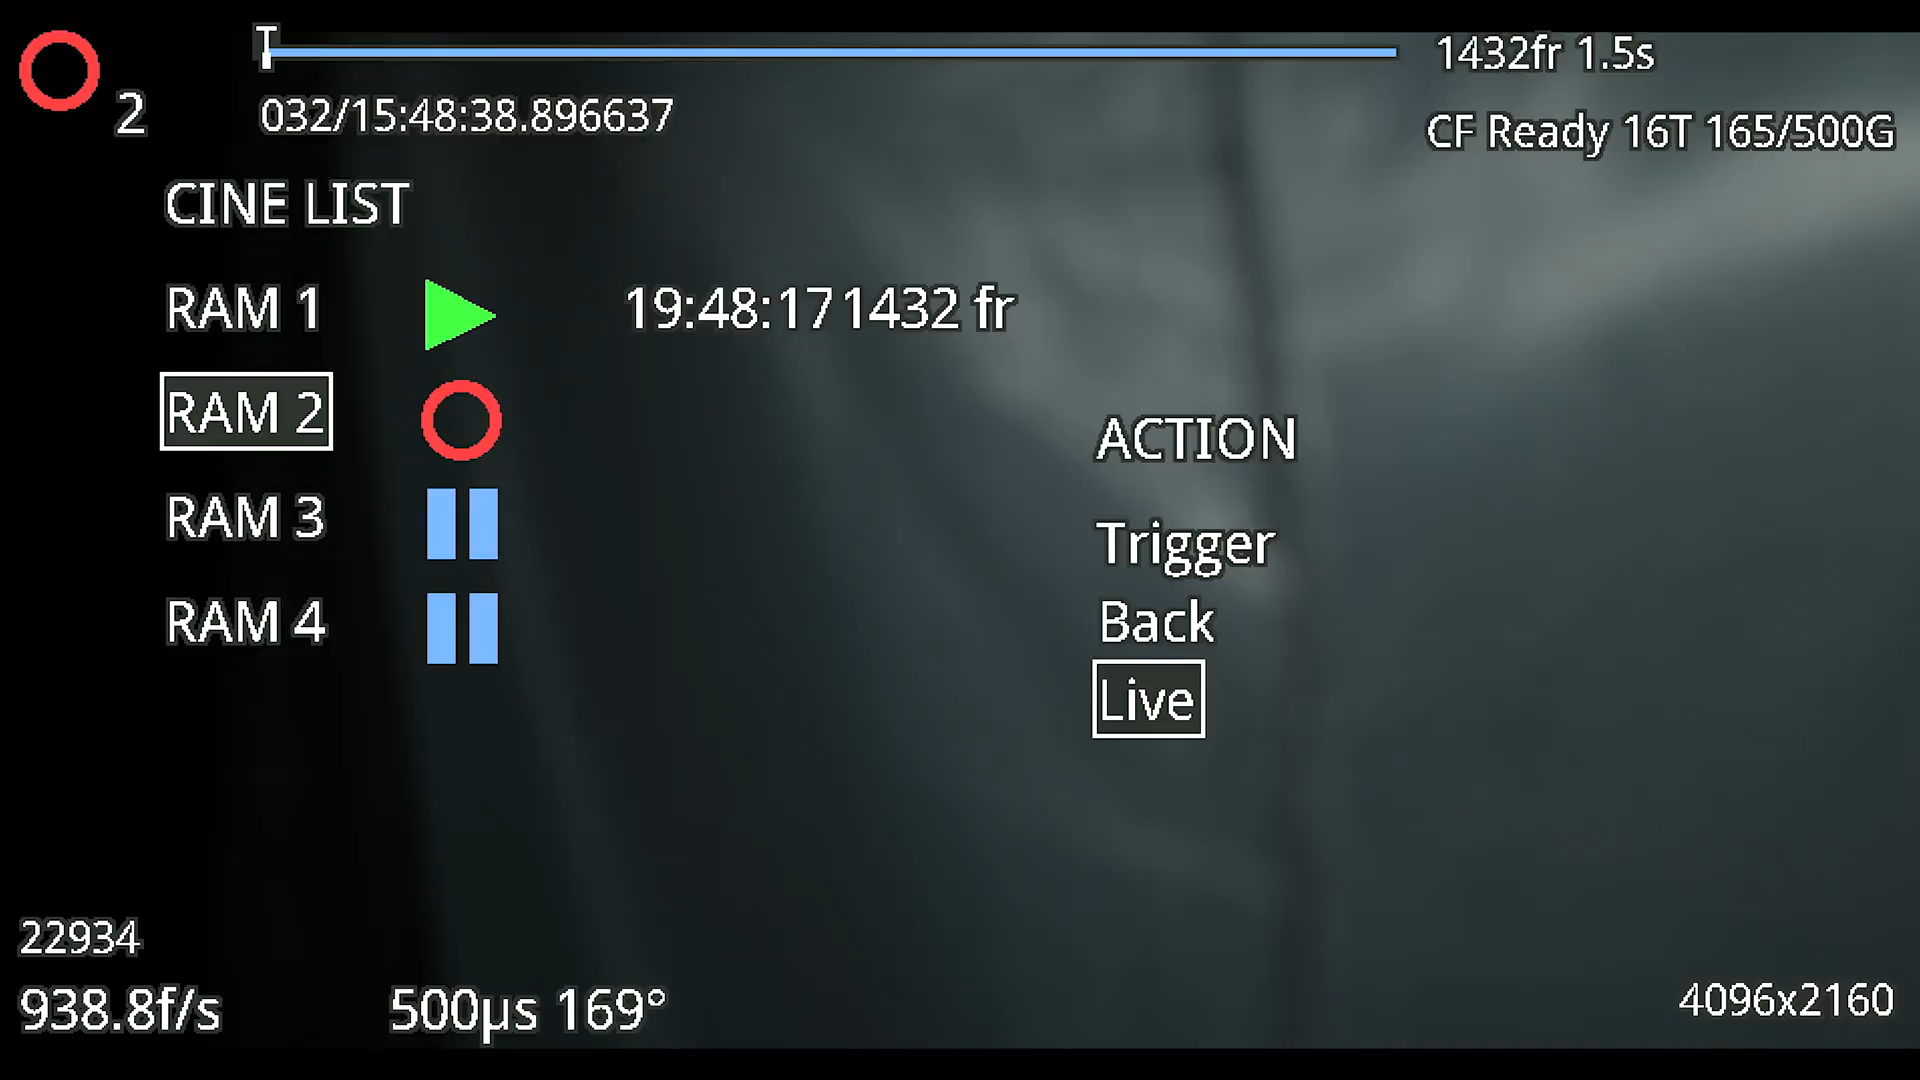 T
1432fr 1.5s
2
032/15:48:38.896637
CF Ready 16T 165/500G
CINE LIST
RAM 1 19:48:17 1432 fr
RAM 2
ACTION
RAM 3
Trigger
RAM 4
Back
Live
22934
938.8f/s 500µs 169°
4096x2160